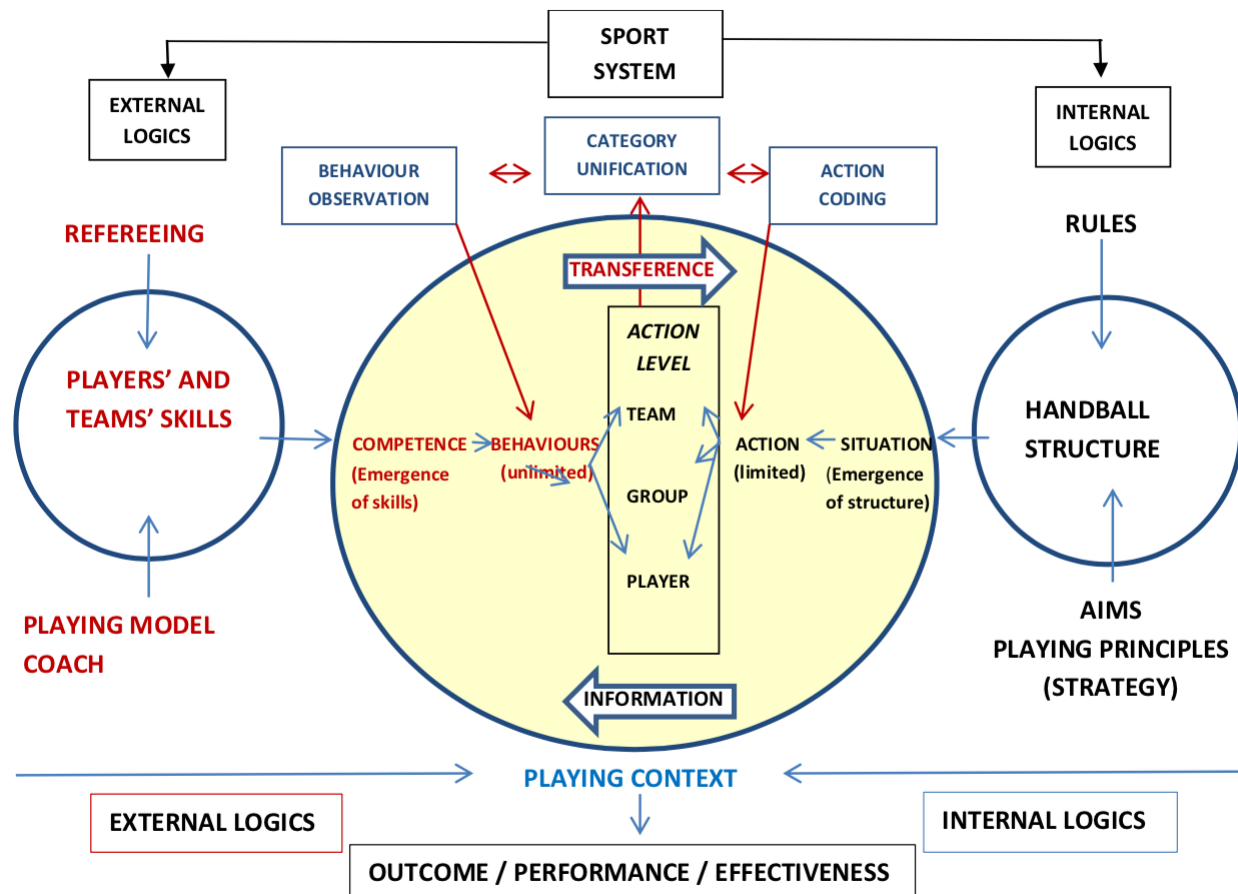 SPORT
SYSTEM
EXTERNAL
LOGICS
INTERNAL
LOGICS
CATEGORY
UNIFICATION
BEHAVIOUR
OBSERVATION
ACTION
CODING
REFEREEING
RULES
TRANSFERENCE
ACTION
LEVEL
PLAYERS’ AND
TEAMS’ SKILLS
TEAM
HANDBALL
STRUCTURE
COMPETENCE
(Emergence
of skills)
BEHAVIOURS
(unlimited)
ACTION
(limited)
SITUATION
(Emergence
of structure)
GROUP
PLAYER
PLAYING MODEL
COACH
AIMS
PLAYING PRINCIPLES
(STRATEGY)
INFORMATION
PLAYING CONTEXT
EXTERNAL LOGICS
INTERNAL LOGICS
OUTCOME / PERFORMANCE / EFFECTIVENESS